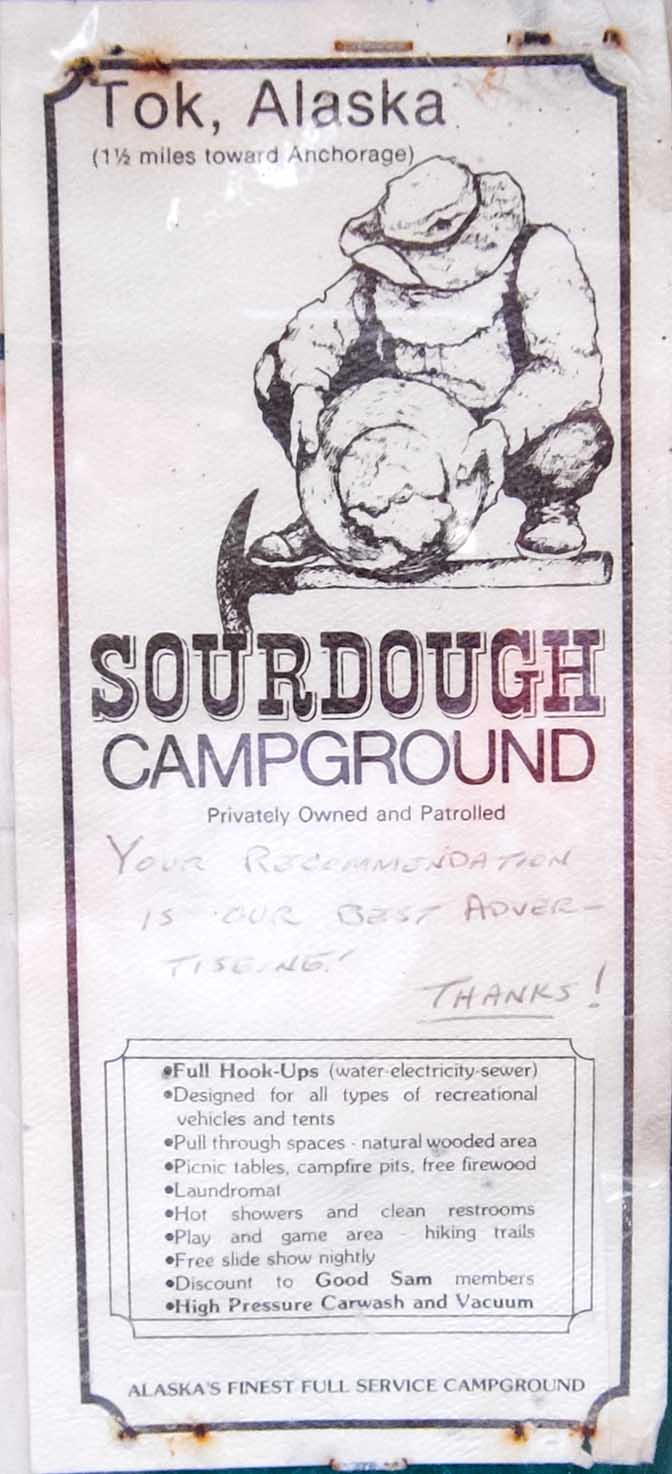 Tok, Alaska
(1½ miles toward Anchorage)
SOURDOUGH
CAMPGROUND
Privately Owned and Patrolled
YOUR RECOMMENDATION
IS OUR BEST ADVER-
TISEING!
THANKS!
•Full Hook-Ups (water-electricity-sewer)
•Designed for all types of recreational
vehicles and tents
•Pull through spaces - natural wooded area
•Picnic tables, campfire pits, free firewood
•Laundromat
•Hot showers and clean restrooms
•Play and game area - hiking trails
•Free slide show nightly
•Discount to Good Sam members
•High Pressure Carwash and Vacuum
ALASKA'S FINEST FULL SERVICE CAMPGROUND